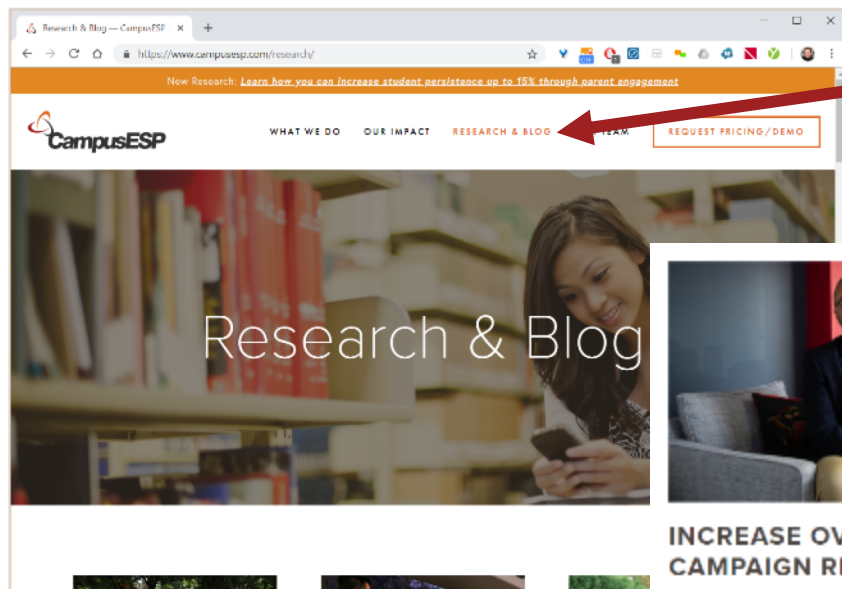 Research & Blog — CampusESP
https://www.campusesp.com/research/
New Research: Learn how you can increase student persistence up to 15% through parent engagement
CampusESP
WHAT WE DO OUR IMPACT RESEARCH & BLOG TEAM REQUEST PRICING/DEMO
Research & Blog
INCREASE OV
CAMPAIGN R